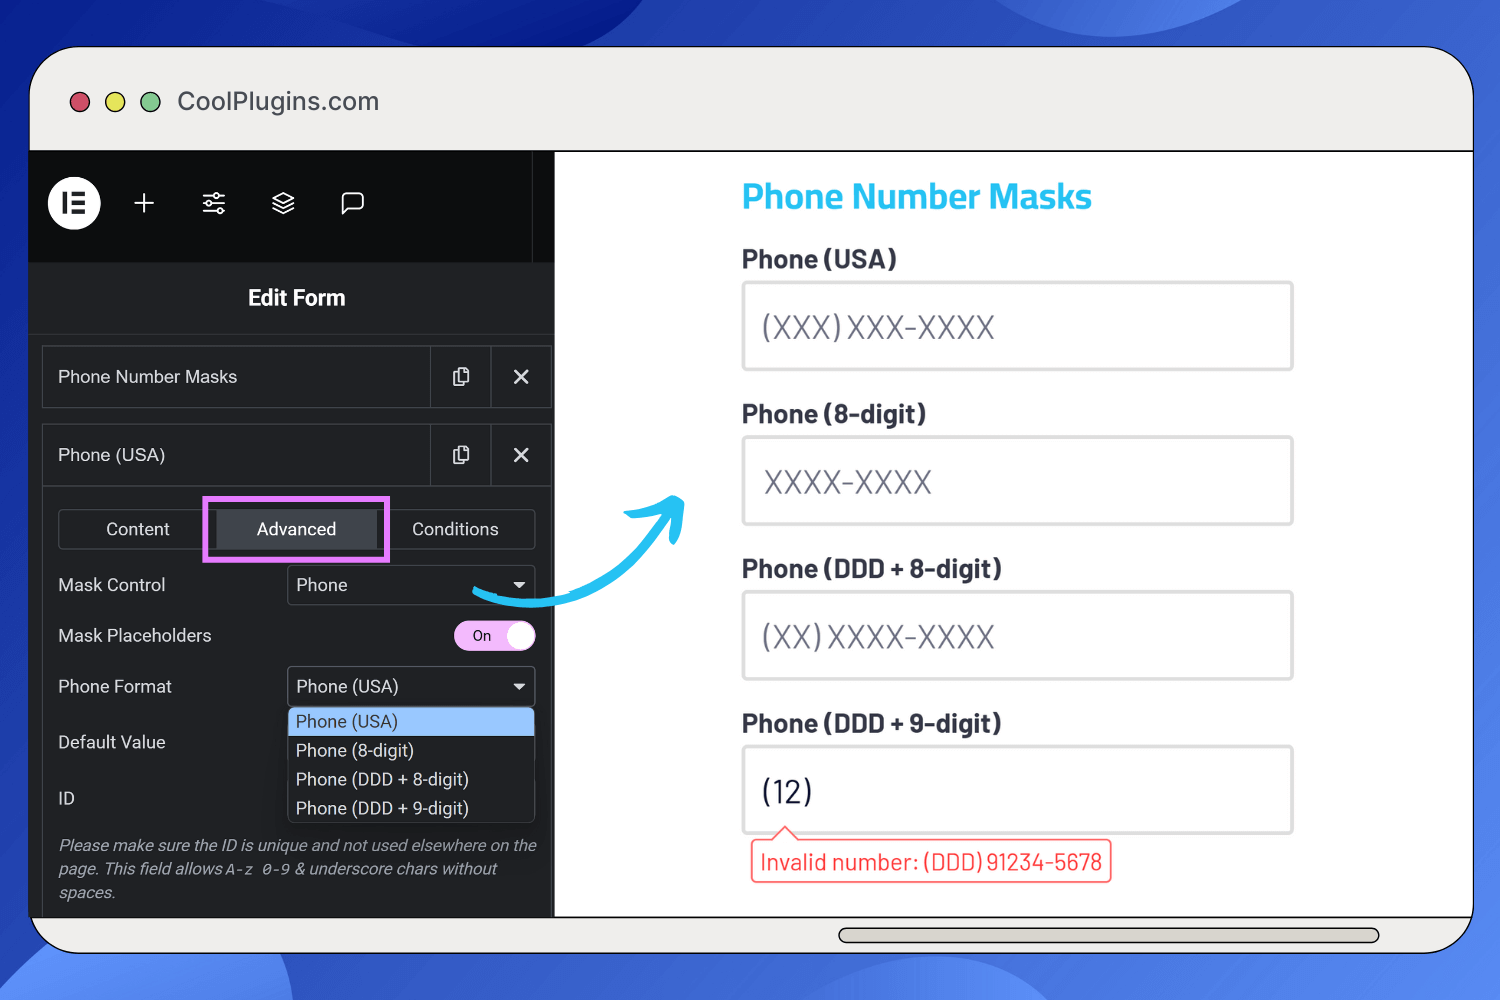 CoolPlugins.com
Edit Form
Phone Number Masks
Phone (USA)
Content
Advanced
Conditions
Mask Control
Phone
Mask Placeholders
On
Phone Format
Phone (USA)
Phone (USA)
Phone (8-digit)
Phone (DDD + 8-digit)
Phone (DDD + 9-digit)
Default Value
ID
Please make sure the ID is unique and not used elsewhere on the
page. This field allows A-z 0-9 & underscore chars without
spaces.
Phone Number Masks
Phone (USA)
(XXX) XXX-XXXX
Phone (8-digit)
XXXX-XXXX
Phone (DDD + 8-digit)
(XX) XXXX-XXXX
Phone (DDD + 9-digit)
(12)
Invalid number: (DDD) 91234-5678